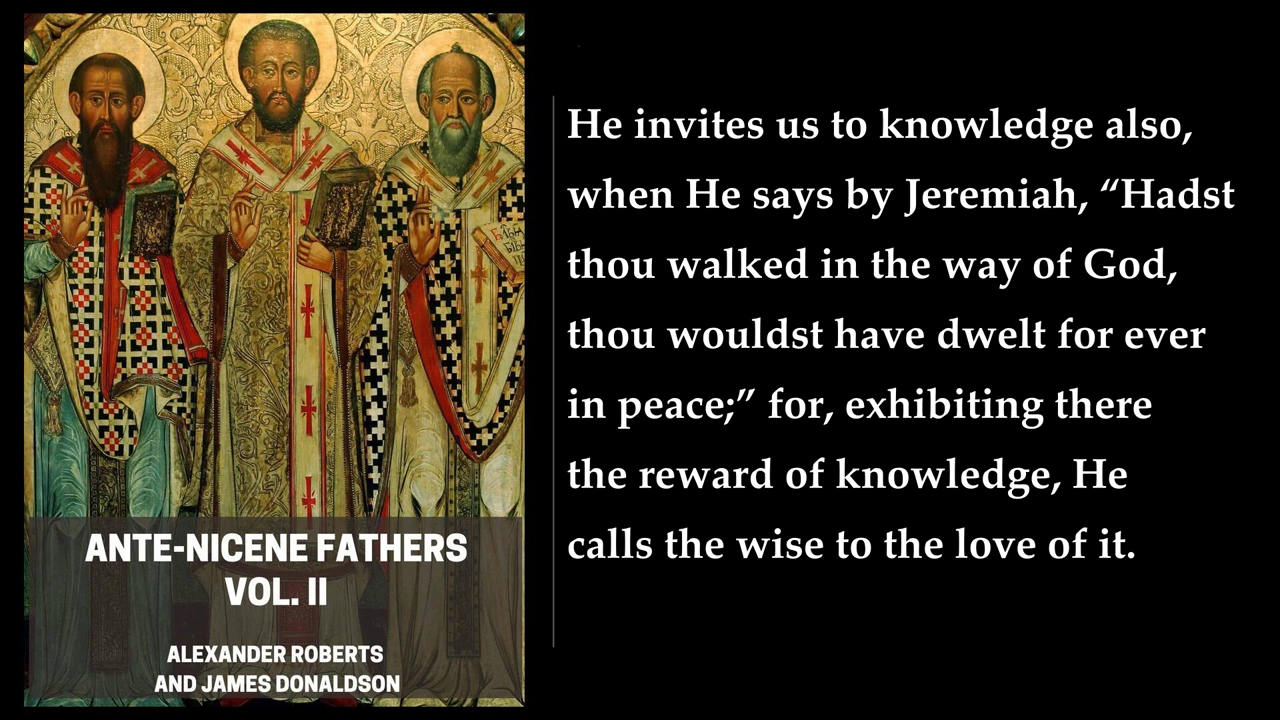 ANTE-NICENE FATHERS
VOL. II
ALEXANDER ROBERTS
AND JAMES DONALDSON
He invites us to knowledge also,
when He says by Jeremiah, “Hadst
thou walked in the way of God,
thou wouldst have dwelt for ever
in peace;” for, exhibiting there
the reward of knowledge, He
calls the wise to the love of it.